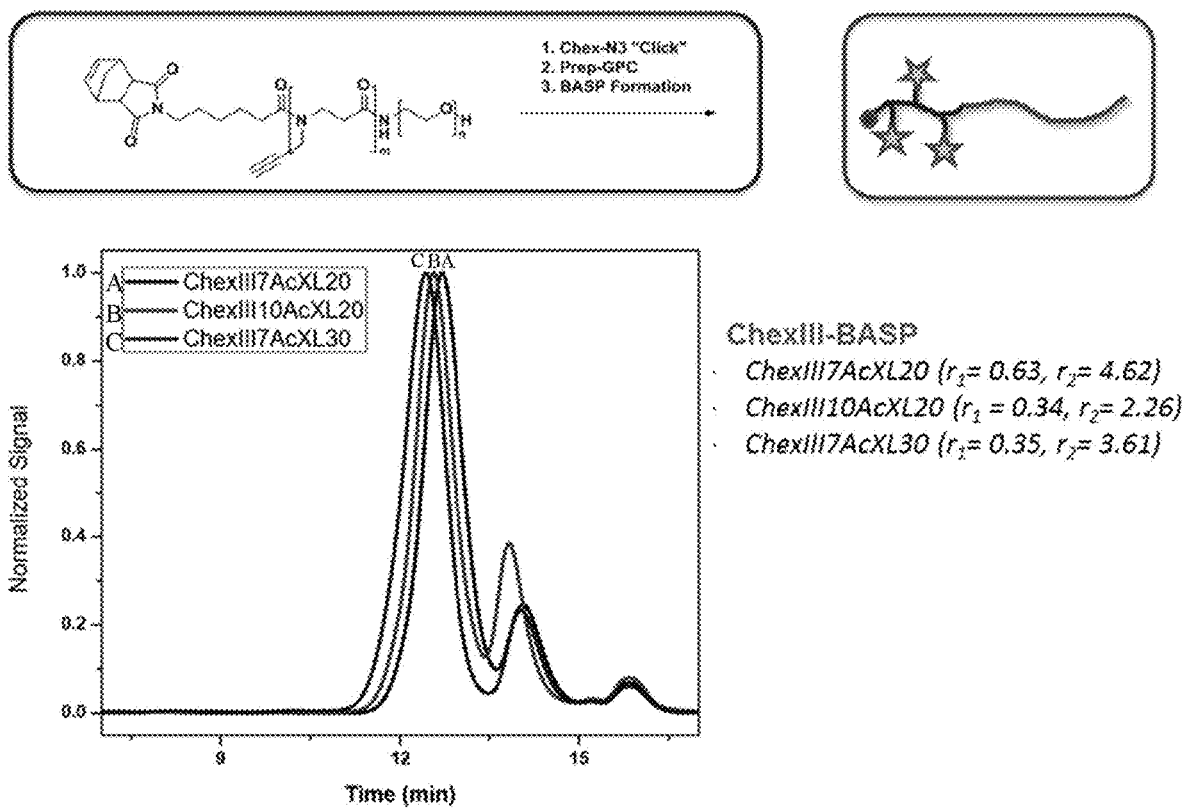 1. Chex-N3 "Click"
2. Prep-GPC
3. BASP Formation
O
N
O
O
N
O
N
H
O
H
m
n
C B A
A ChexIII7AcXL20
B ChexIII10AcXL20
C ChexIII7AcXL30
1.0
0.8
0.6
0.4
0.2
0.0
Normalized Signal
9
12
15
Time (min)
ChexIII-BASP
ChexIII7AcXL20 (r₁= 0.63, r₂= 4.62)
ChexIII10AcXL20 (r₁ = 0.34, r₂= 2.26)
ChexIII7AcXL30 (r₁= 0.35, r₂= 3.61)